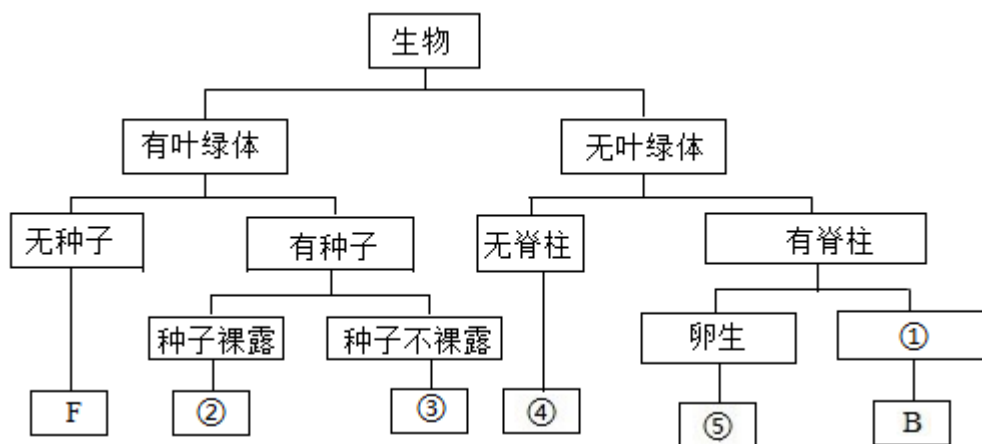 生物
有叶绿体
无叶绿体
无种子
有种子
无脊柱
有脊柱
种子裸露
种子不裸露
卵生
①
F
②
③
④
⑤
B